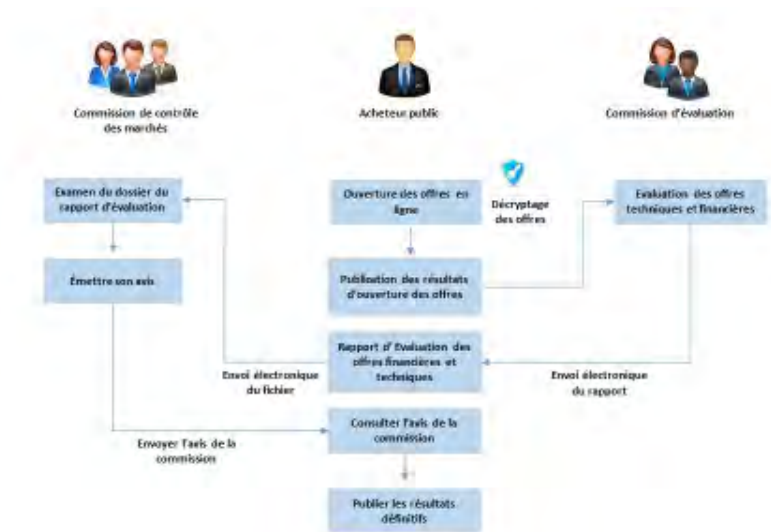 Commission de contrôle
des marchés
Acheteur public
Commission d'évaluation
Examen du dossier du
rapport d'évaluation
Ouverture des offres en
ligne
Décryptage
des offres
Evaluation des offres
techniques et financières
Émettre son avis
Publication des résultats
d'ouverture des offres
Rapport d' Evaluation des
offres financières et
techniques
Envoi électronique
du fichier
Envoi électronique
du rapport
Envoyer l'avis de la
commission
Consulter l'avis de la
commission
Publier les résultats
définitifs